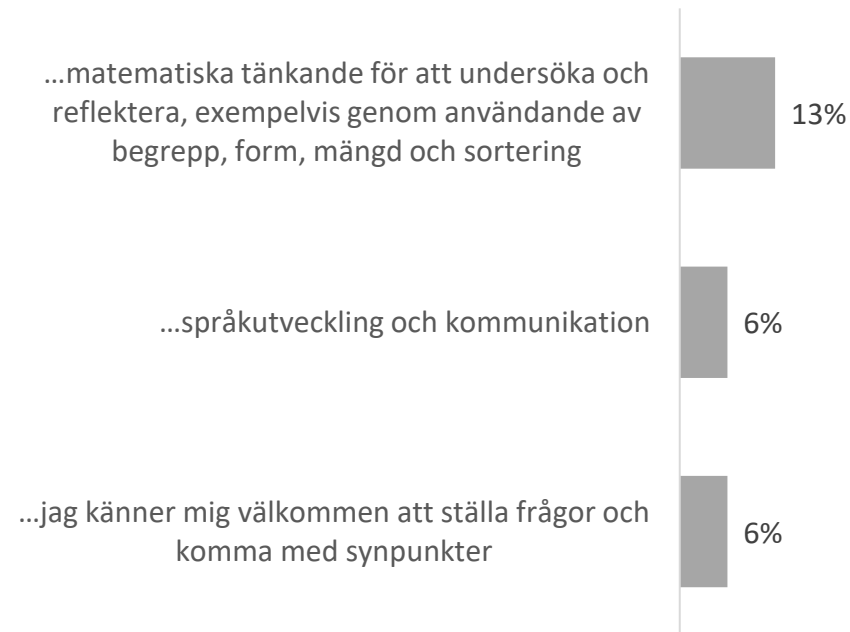 …matematiska tänkande för att undersöka och
reflektera, exempelvis genom användande av
begrepp, form, mängd och sortering
13%
…språkutveckling och kommunikation
6%
…jag känner mig välkommen att ställa frågor och
komma med synpunkter
6%